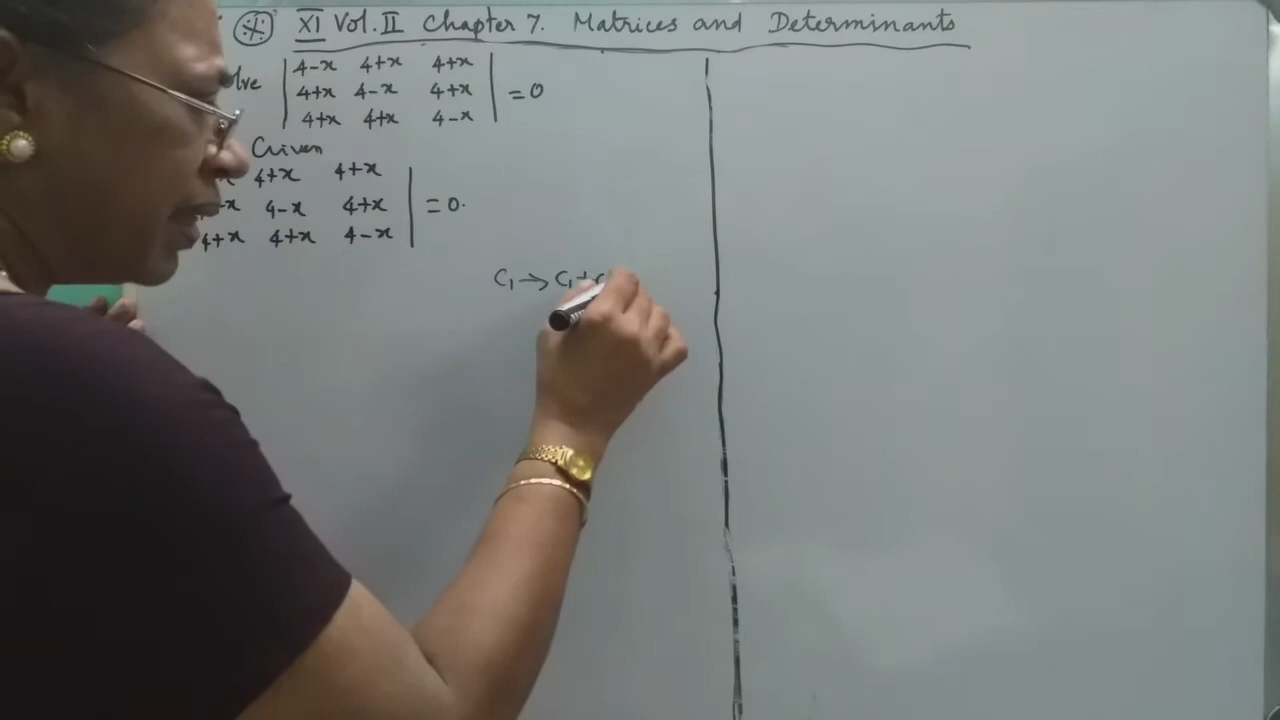 XI Vol. II Chapter 7. Matrices and Determinants
4-x 4+x 4+x
4+x 4-x 4+x = 0
4+x 4+x 4-x
Given
4+x 4+x
4-x 4+x = 0.
4+x 4+x 4-x
C₁ → C₁+